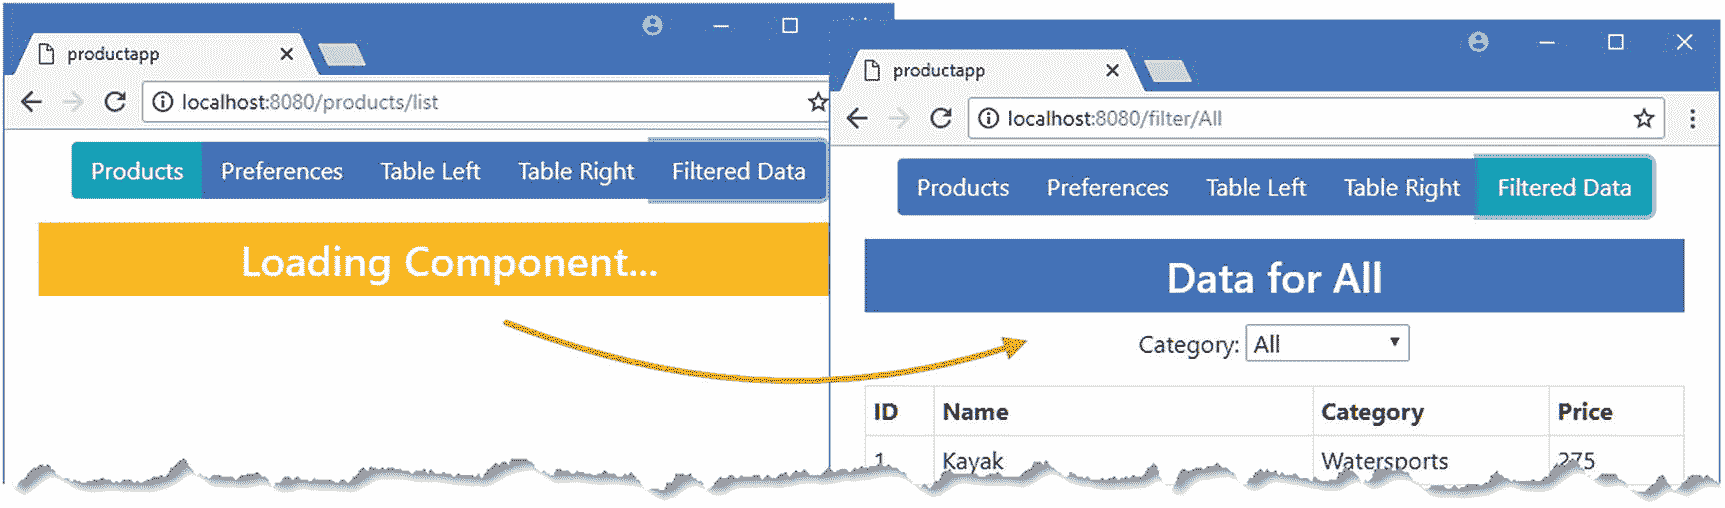 productapp
localhost:8080/products/list
Products Preferences Table Left Table Right Filtered Data
Loading Component...
productapp
localhost:8080/filter/All
Products Preferences Table Left Table Right Filtered Data
Data for All
Category: All
ID Name Category Price
1 Kayak Watersports 275